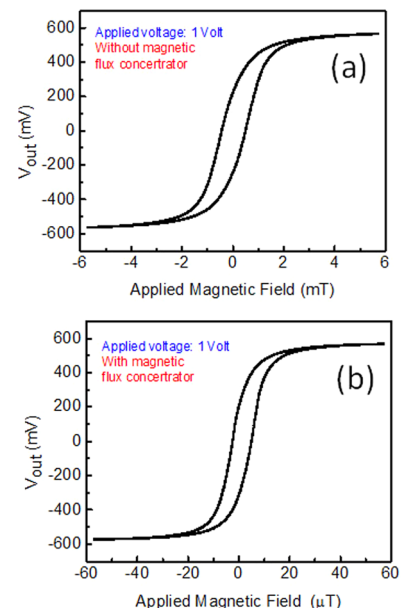 600
400
200
0
-200
-400
-600
Applied voltage: 1 Volt
Without magnetic
flux concertrator
(a)
Vout (mV)
-6 -4 -2 0 2 4 6
Applied Magnetic Field (mT)
600
400
200
0
-200
-400
-600
Applied voltage: 1 Volt
With magnetic
flux concertrator
(b)
Vout (mV)
-60 -40 -20 0 20 40 60
Applied Magnetic Field (μT)